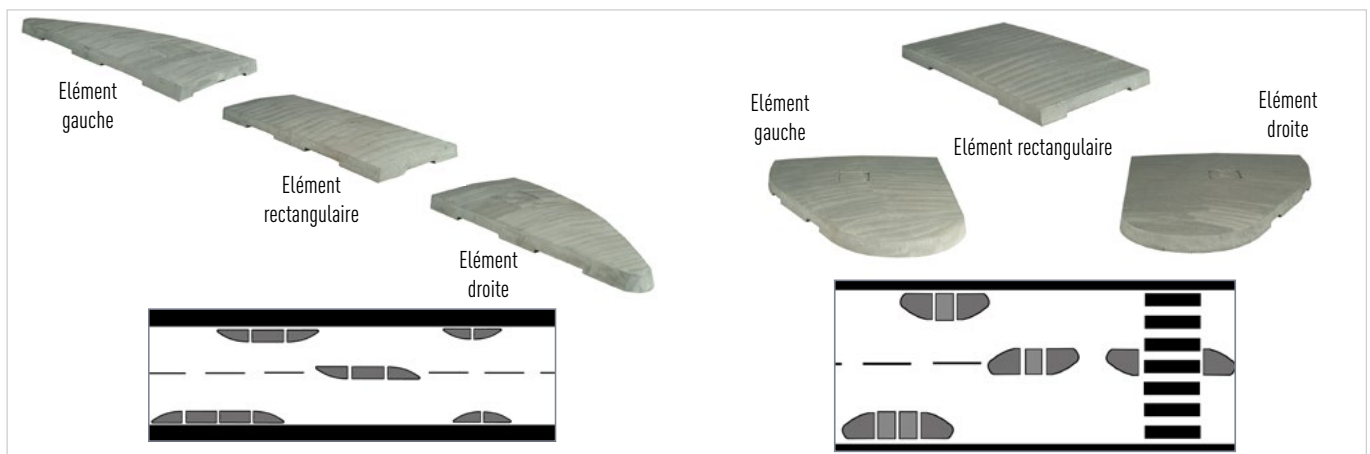 Elément
gauche
Elément
rectangulaire
Elément
droite
Elément
gauche
Elément rectangulaire
Elément
droite